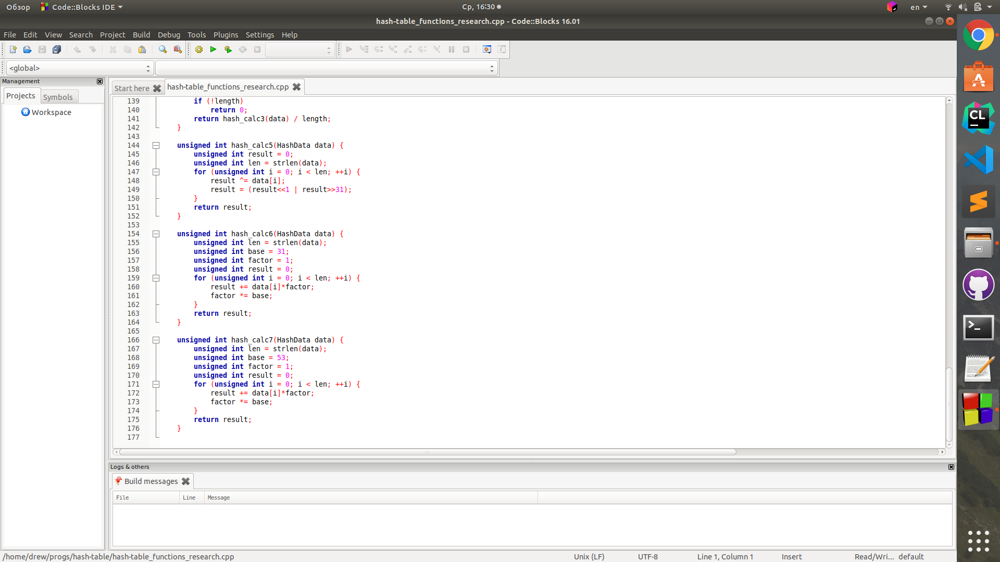 Обзор Code::Blocks IDE Ср, 16:30 en
hash-table_functions_research.cpp - Code::Blocks 16.01
File Edit View Search Project Build Debug Tools Plugins Settings Help
<global>
Management
Projects Symbols
Workspace
Start here hash-table_functions_research.cpp
139 if (!length)
140 return 0;
141 return hash_calc3(data) / length;
142 }
143
144 unsigned int hash_calc5(HashData data) {
145 unsigned int result = 0;
146 unsigned int len = strlen(data);
147 for (unsigned int i = 0; i < len; ++i) {
148 result ^= data[i];
149 result = (result<<1 | result>>31);
150 }
151 return result;
152 }
153
154 unsigned int hash_calc6(HashData data) {
155 unsigned int len = strlen(data);
156 unsigned int base = 31;
157 unsigned int factor = 1;
158 unsigned int result = 0;
159 for (unsigned int i = 0; i < len; ++i) {
160 result += data[i]*factor;
161 factor *= base;
162 }
163 return result;
164 }
165
166 unsigned int hash_calc7(HashData data) {
167 unsigned int len = strlen(data);
168 unsigned int base = 53;
169 unsigned int factor = 1;
170 unsigned int result = 0;
171 for (unsigned int i = 0; i < len; ++i) {
172 result += data[i]*factor;
173 factor *= base;
174 }
175 return result;
176 }
177
Logs & others
Build messages
File Line Message
/home/drew/progs/hash-table/hash-table_functions_research.cpp Unix (LF) UTF-8 Line 1, Column 1 Insert Read/Wri... default
CL